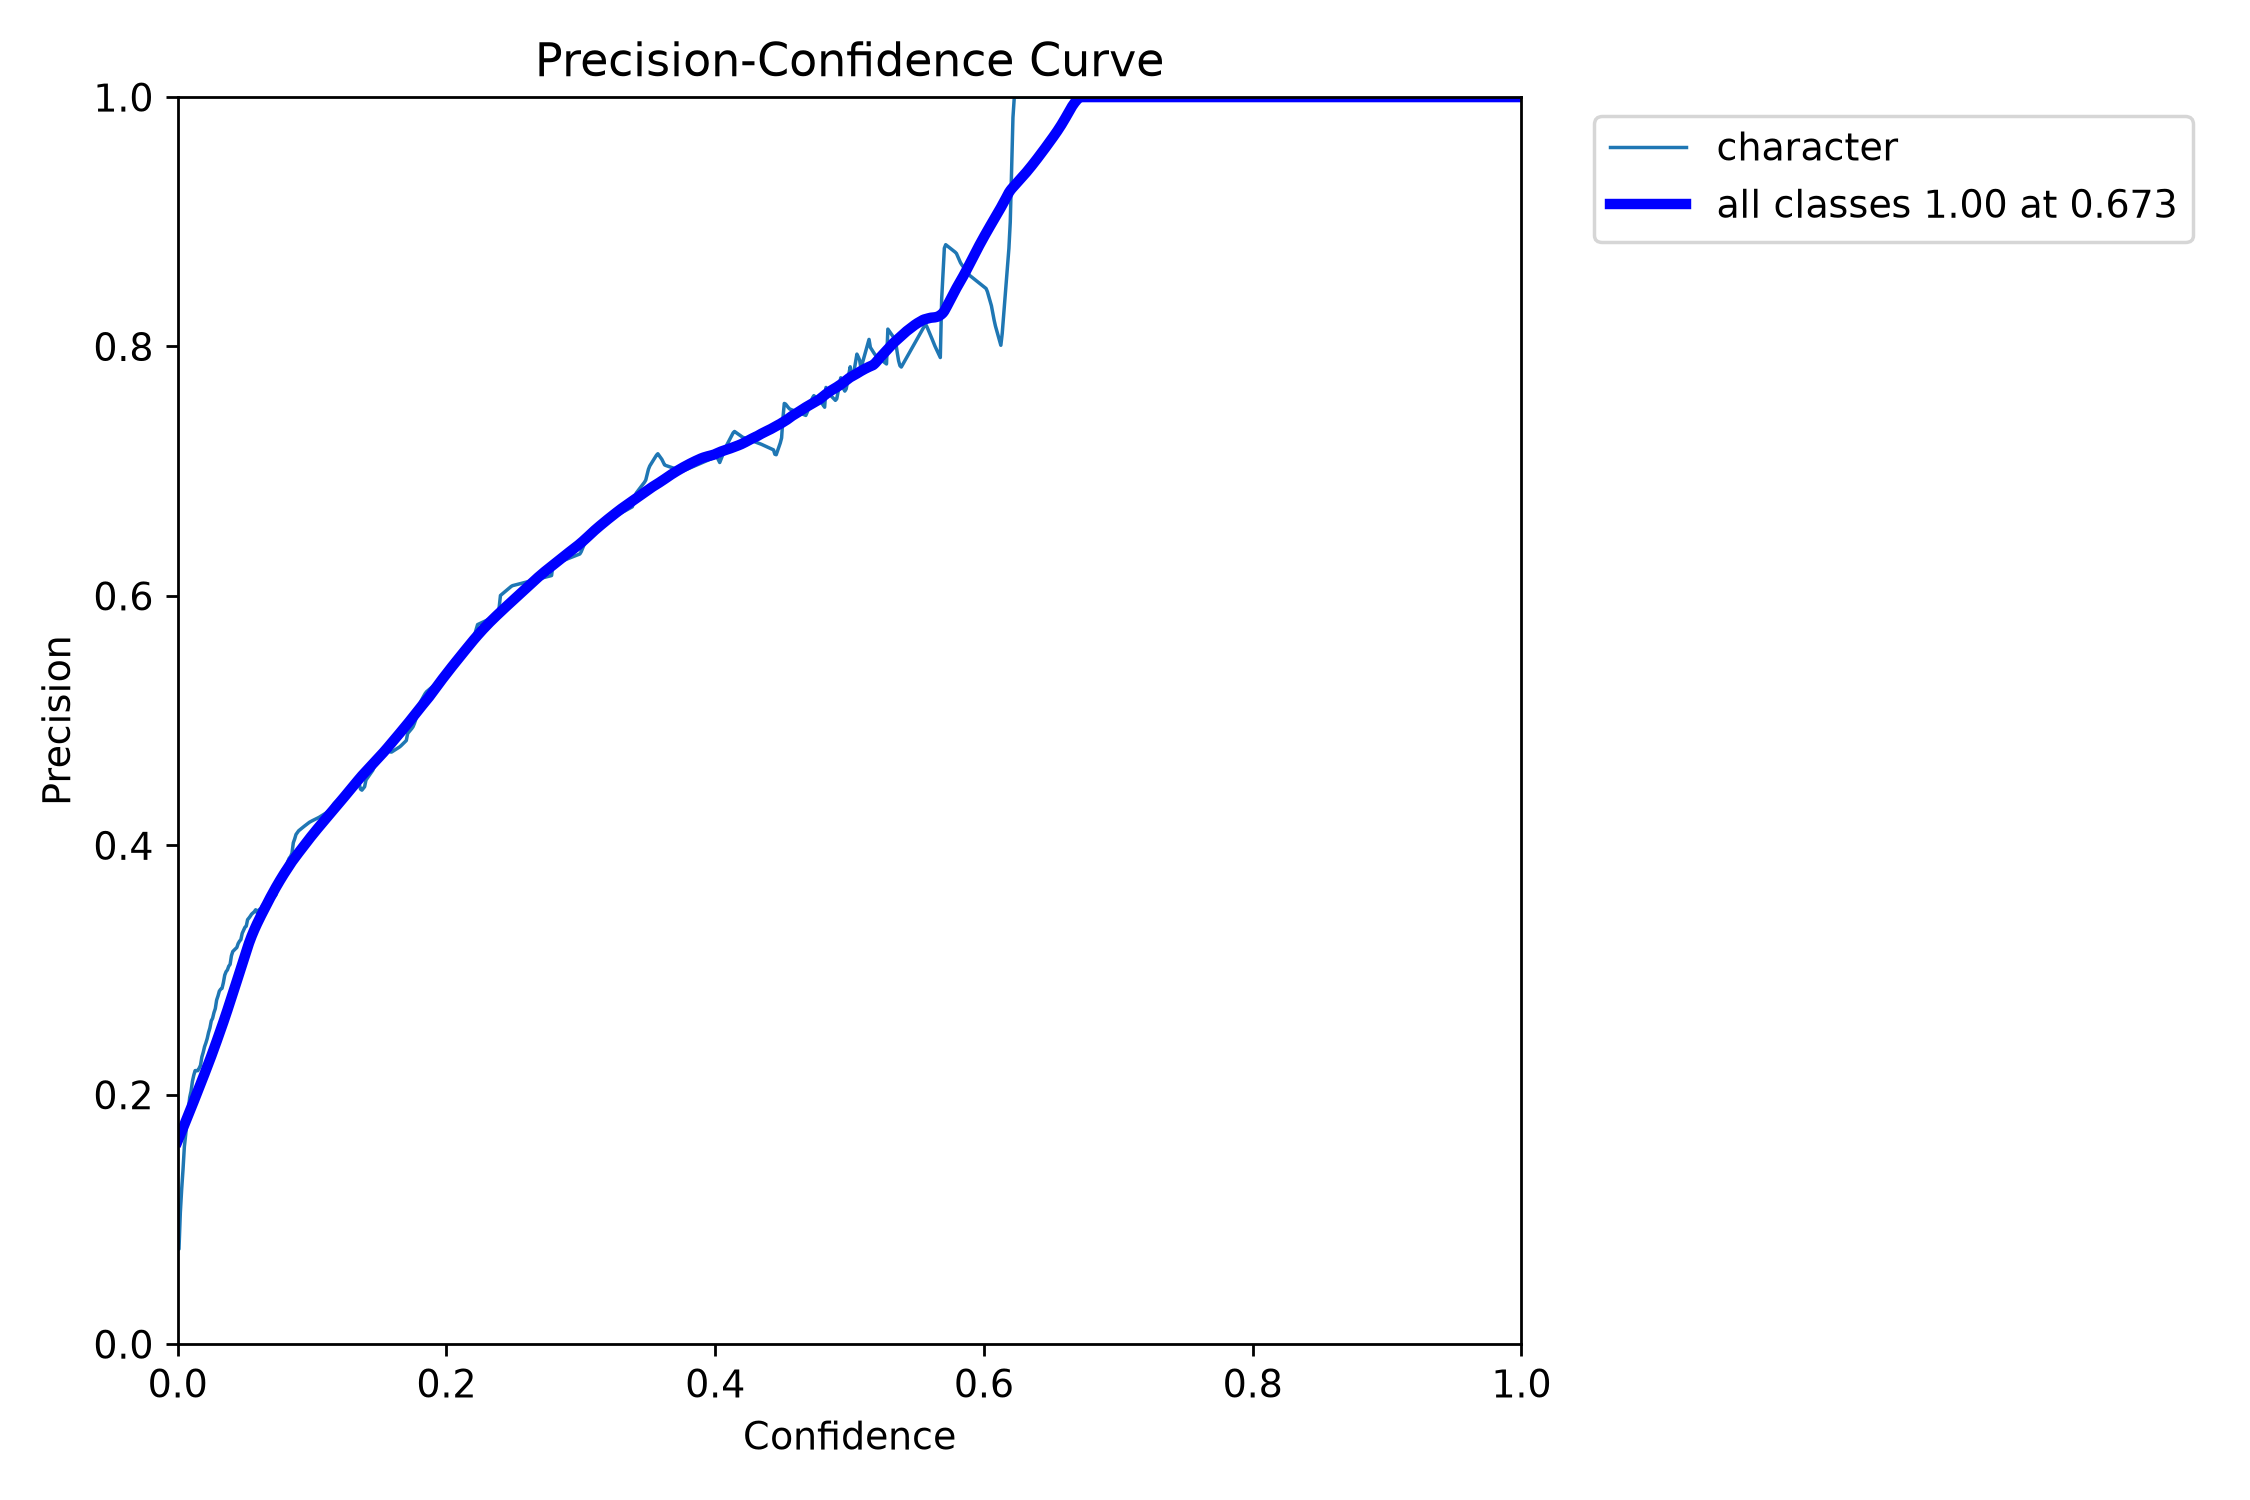 Precision-Confidence Curve
1.0
0.8
0.6
0.4
0.2
0.0
Precision
0.0 0.2 0.4 0.6 0.8 1.0
Confidence
character
all classes 1.00 at 0.673